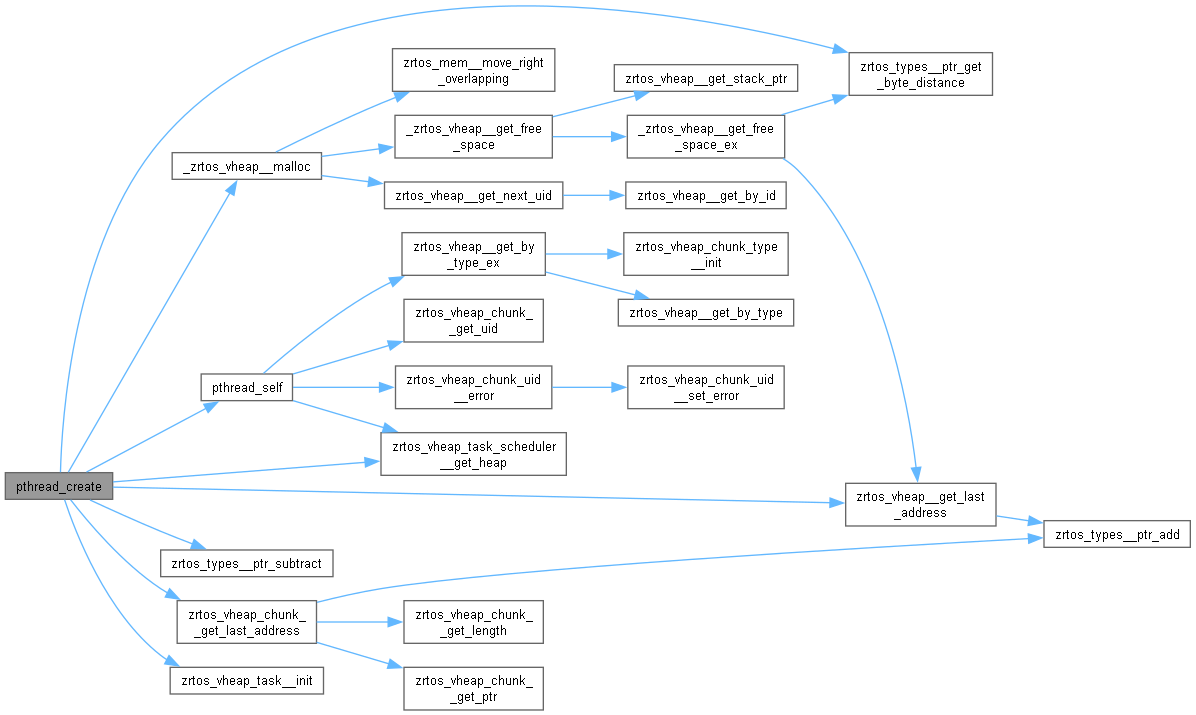 zrtos_mem__move_right
_overlapping
zrtos_vheap__get_stack_ptr
zrtos_types__ptr_get
_byte_distance
_zrtos_vheap__get_free
_space
_zrtos_vheap__get_free
_space_ex
_zrtos_vheap__malloc
zrtos_vheap__get_next_uid
zrtos_vheap__get_by_id
zrtos_vheap__get_by
_type_ex
zrtos_vheap_chunk_type
__init
zrtos_vheap__get_by_type
zrtos_vheap_chunk_
_get_uid
pthread_self
zrtos_vheap_chunk_uid
__error
zrtos_vheap_chunk_uid
__set_error
zrtos_vheap_task_scheduler
__get_heap
pthread_create
zrtos_vheap__get_last
_address
zrtos_types__ptr_add
zrtos_types__ptr_subtract
zrtos_vheap_chunk_
_get_last_address
zrtos_vheap_chunk_
_get_length
zrtos_vheap_task__init
zrtos_vheap_chunk_
_get_ptr